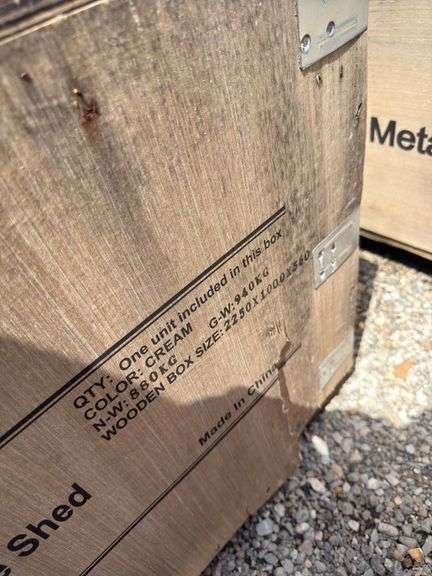 QTY: One unit included in this box
COLOR: CREAM G-W: 940KG
N-W: 880KG
WOODEN BOX SIZE: 2250X1000X560
Made In China
Shed
Meta